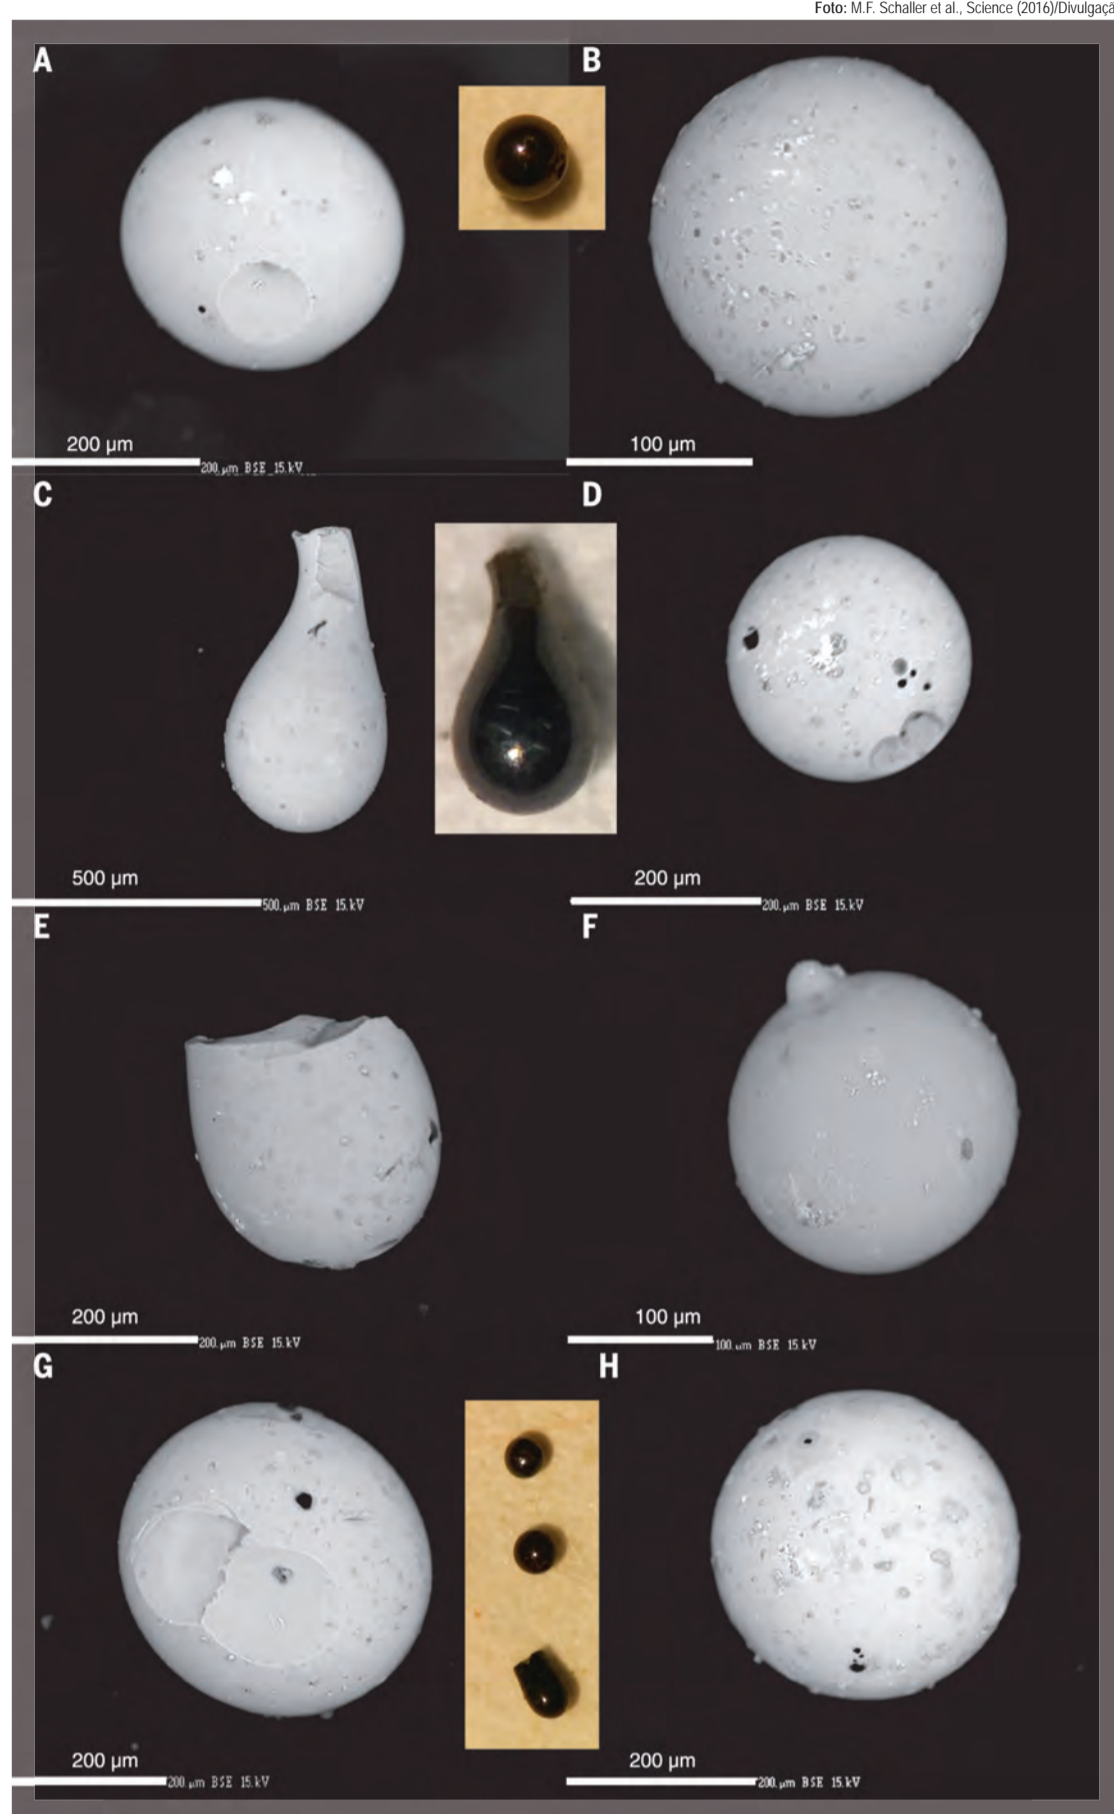 Foto: M.F. Schaller et al., Science (2016)/Divulgaçã
A
B
200 µm
200.µm BSE 15.kV
100 µm
C
D
500 µm
500.µm BSE 15.kV
200 µm
200.µm BSE 15.kV
E
F
200 µm
200.µm BSE 15.kV
100 µm
100.um BSE 15.kV
G
H
200 µm
200.µm BSE 15.kV
200 µm
200.µm BSE 15.kV